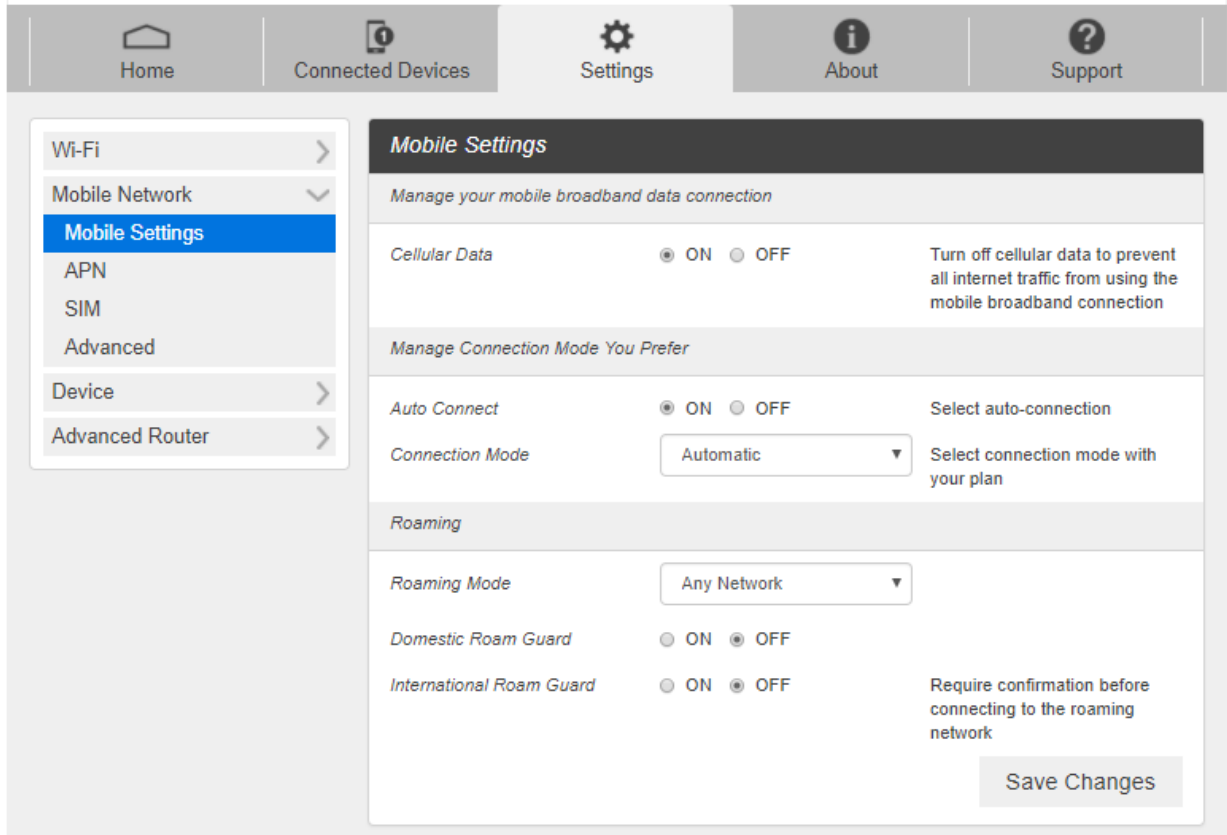 Home
1
Connected Devices
Settings
About
Support
Wi-Fi
Mobile Network
Mobile Settings
APN
SIM
Advanced
Device
Advanced Router
Mobile Settings
Manage your mobile broadband data connection
Cellular Data ON OFF Turn off cellular data to prevent
all internet traffic from using the
mobile broadband connection
Manage Connection Mode You Prefer
Auto Connect ON OFF Select auto-connection
Connection Mode Automatic Select connection mode with
your plan
Roaming
Roaming Mode Any Network
Domestic Roam Guard ON OFF
International Roam Guard ON OFF Require confirmation before
connecting to the roaming
network
Save Changes